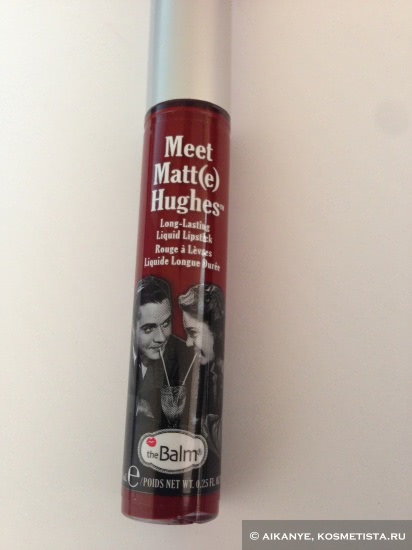 Meet
Matt(e)
Hughes™
Long-Lasting
Liquid Lipstick
Rouge à Lèvres
Liquide Longue Durée
theBalm®
e/POIDS NET WT. 0.25 FL
© AIKANYE, KOSMETISTA.RU